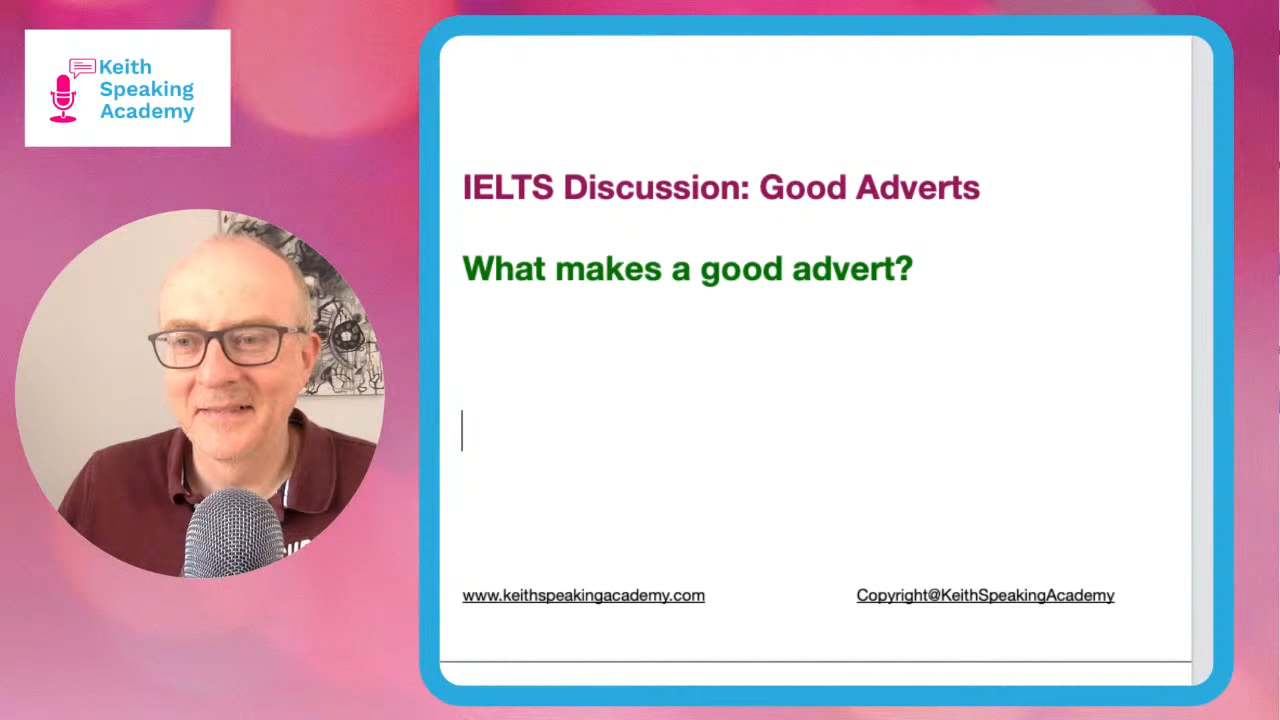 Keith
Speaking
Academy
IELTS Discussion: Good Adverts
What makes a good advert?
www.keithspeakingacademy.com
Copyright@KeithSpeakingAcademy